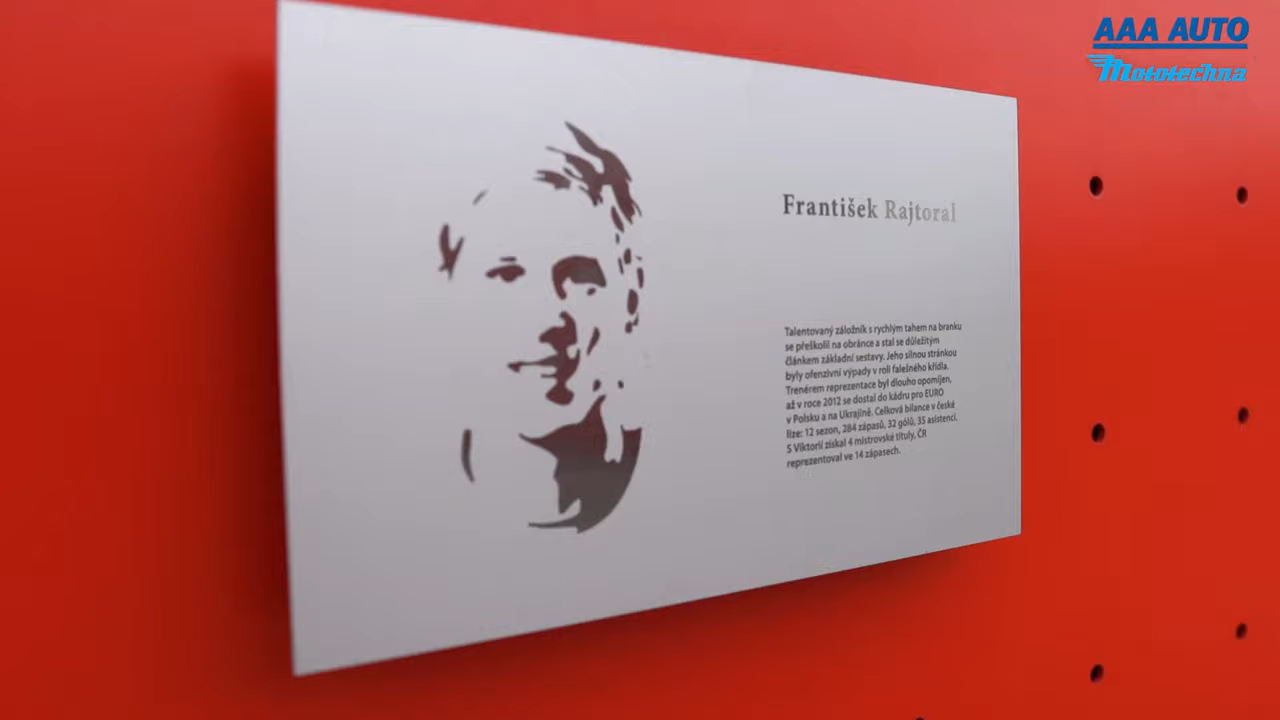 AAA AUTO
Mototechna
František Rajtoral
Talentovaný záložník s rychlým tahem na branku
se přeškolil na obránce a stal se důležitým
článkem základní sestavy. Jeho silnou stránkou
byly ofenzivní výpady v roli falešného křídla.
Trenérem reprezentace byl dlouho opomíjen,
až v roce 2012 se dostal do kádru pro EURO
v Polsku a na Ukrajině. Celková bilance v české
lize: 12 sezon, 284 zápasů, 32 gólů, 35 asistencí.
S Viktorií získal 4 mistrovské tituly, ČR
reprezentoval ve 14 zápasech.